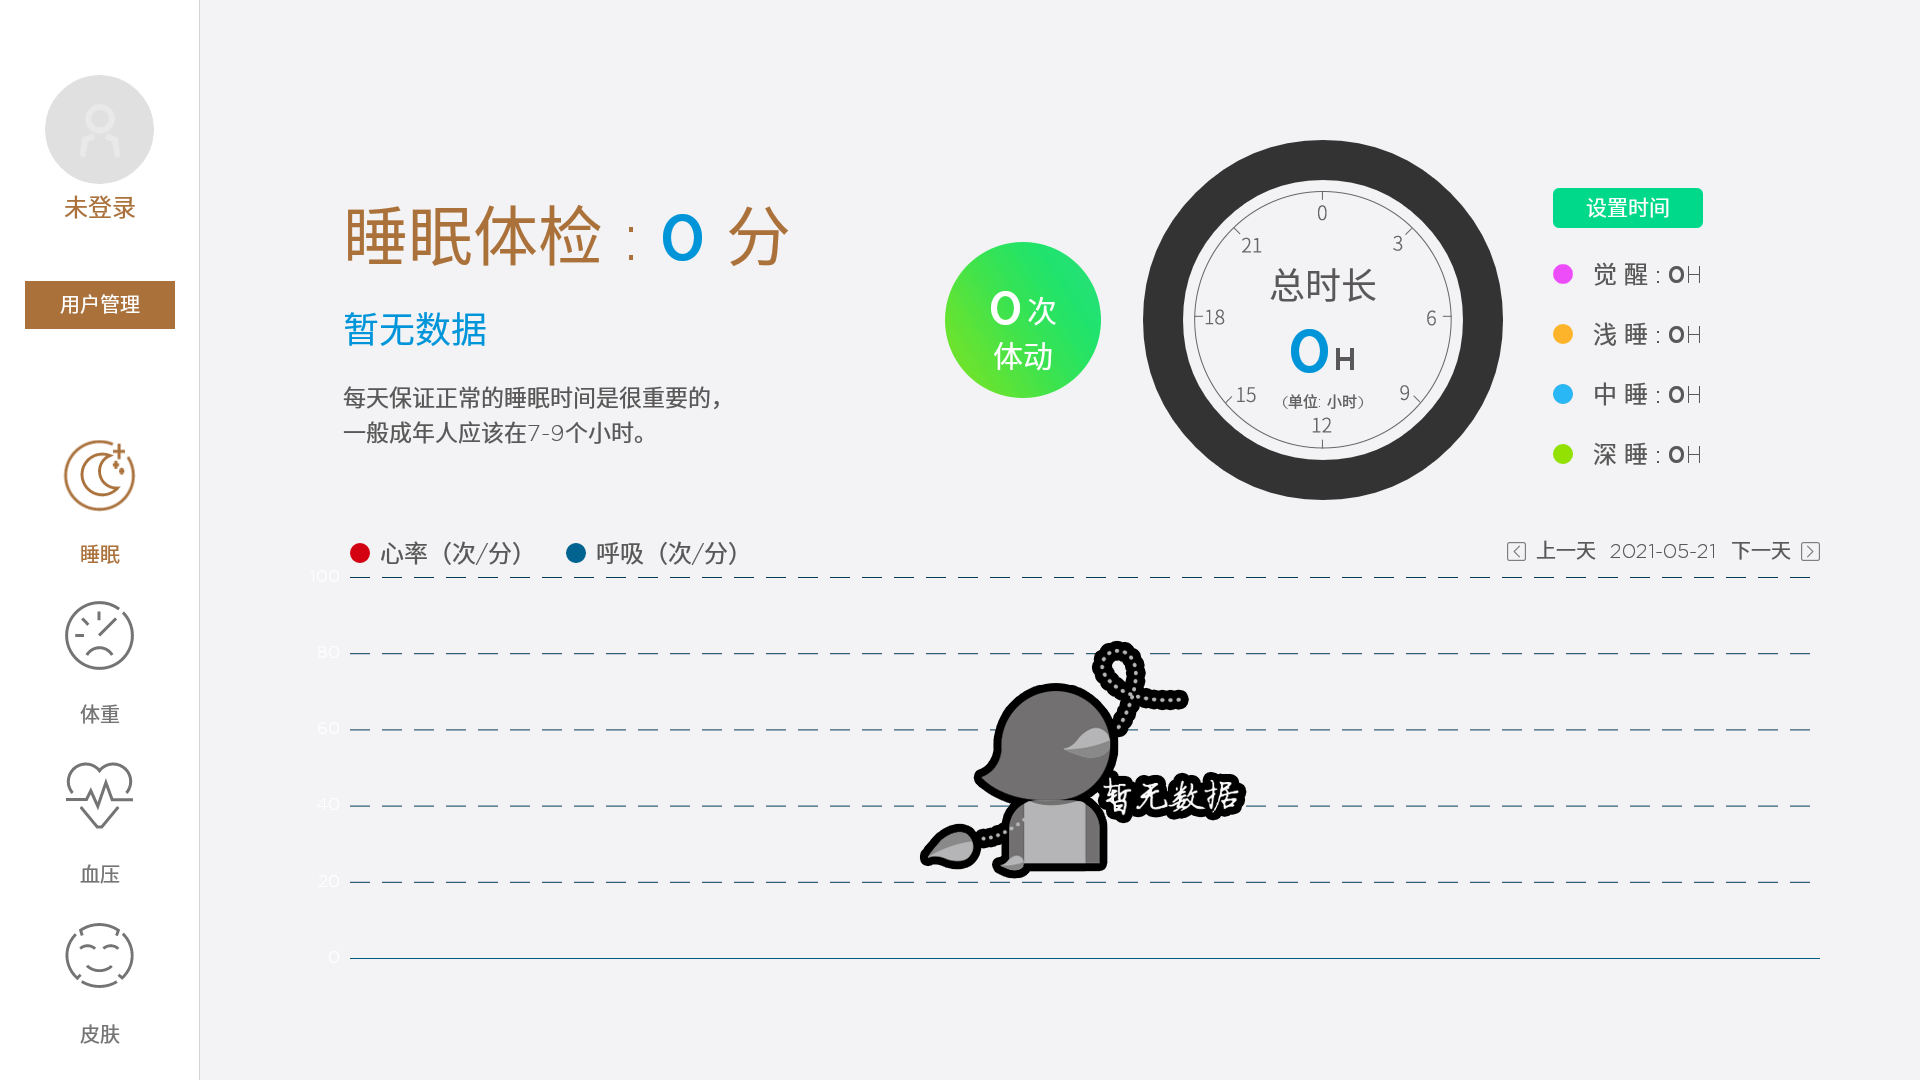 未登录
用户管理
睡眠
体重
血压
皮肤
睡眠体检 : 0 分
暂无数据
每天保证正常的睡眠时间是很重要的，
一般成年人应该在7-9个小时。
0 次
体动
0
3
6
9
12
15
18
21
总时长
0 H
（单位: 小时）
设置时间
觉 醒 : 0H
浅 睡 : 0H
中 睡 : 0H
深 睡 : 0H
心率（次/分）
呼吸（次/分）
上一天 2021-05-21 下一天
100
80
60
40
20
0
暂无数据